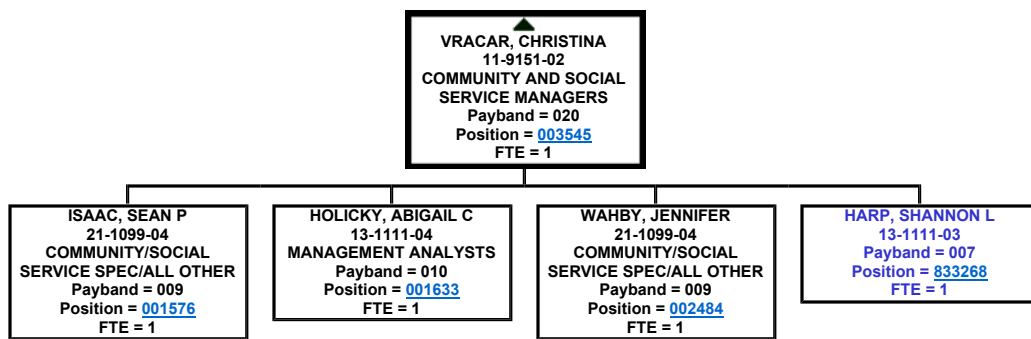 VRACAR, CHRISTINA
11-9151-02
COMMUNITY AND SOCIAL
SERVICE MANAGERS
Payband = 020
Position = 003545
FTE = 1
ISAAC, SEAN P
21-1099-04
COMMUNITY/SOCIAL
SERVICE SPEC/ALL OTHER
Payband = 009
Position = 001576
FTE = 1
HOLICKY, ABIGAIL C
13-1111-04
MANAGEMENT ANALYSTS
Payband = 010
Position = 001633
FTE = 1
WAHBY, JENNIFER
21-1099-04
COMMUNITY/SOCIAL
SERVICE SPEC/ALL OTHER
Payband = 009
Position = 002484
FTE = 1
HARP, SHANNON L
13-1111-03
Payband = 007
Position = 833268
FTE = 1